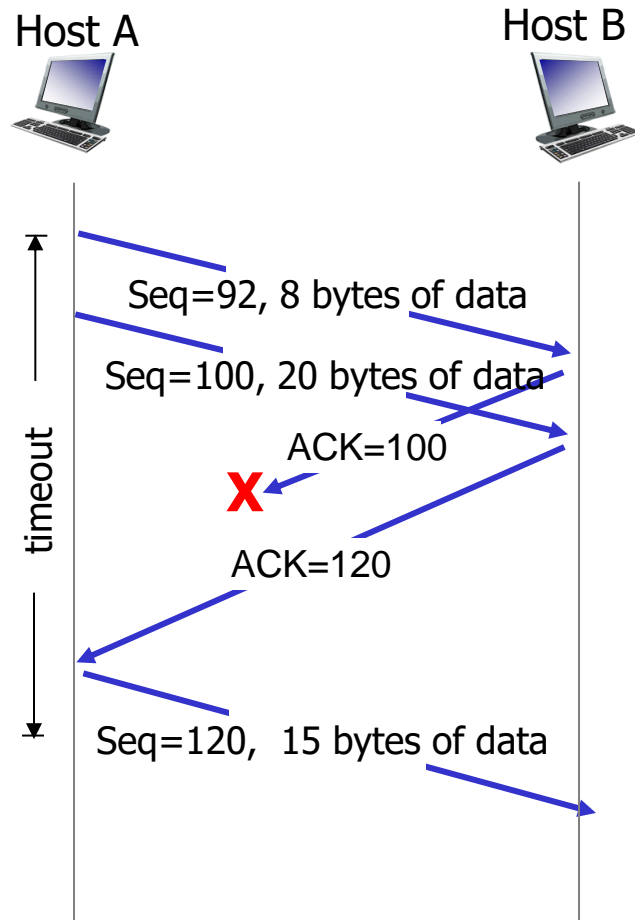 Host A
Host B
Seq=92, 8 bytes of data
Seq=100, 20 bytes of data
ACK=100
X
timeout
ACK=120
Seq=120, 15 bytes of data